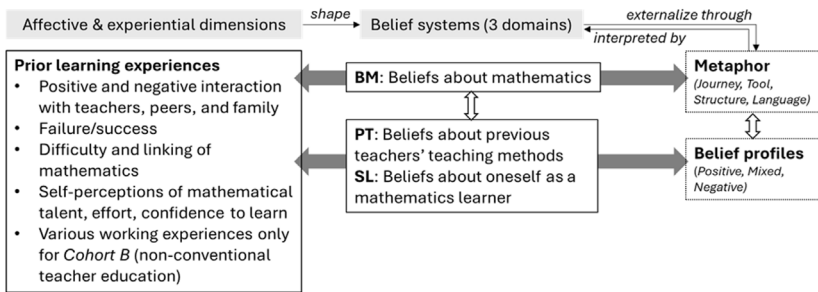 Affective & experiential dimensions
shape
Belief systems (3 domains)
externalize through
interpreted by
Prior learning experiences
• Positive and negative interaction
with teachers, peers, and family
• Failure/success
• Difficulty and linking of
mathematics
• Self-perceptions of mathematical
talent, effort, confidence to learn
• Various working experiences only
for Cohort B (non-conventional
teacher education)
BM: Beliefs about mathematics
PT: Beliefs about previous
teachers' teaching methods
SL: Beliefs about oneself as a
mathematics learner
Metaphor
(Journey, Tool,
Structure, Language)
Belief profiles
(Positive, Mixed,
Negative)